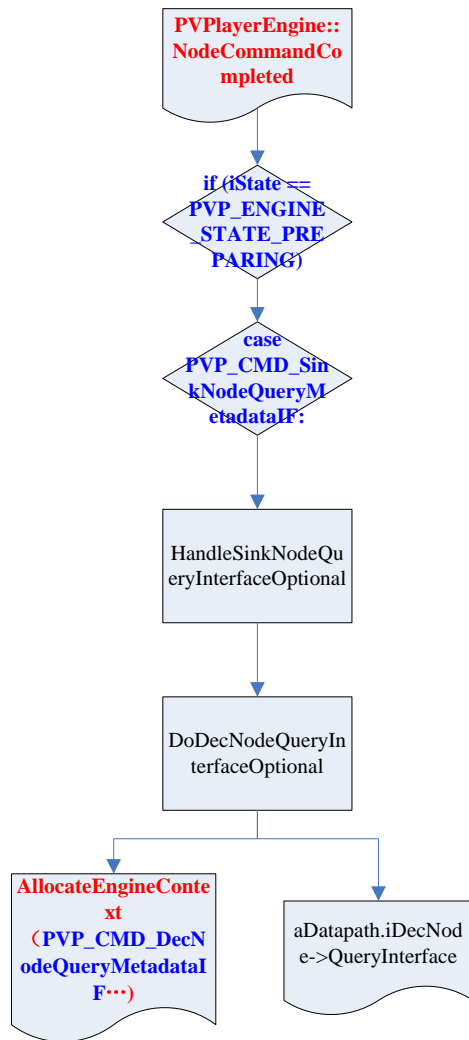 PVPlayerEngine::
NodeCommandCo
mpleted
if (iState ==
PVP_ENGINE
_STATE_PRE
PARING)
case
PVP_CMD_Sin
kNodeQueryM
etadataIF:
HandleSinkNodeQu
eryInterfaceOptional
DoDecNodeQueryIn
terfaceOptional
AllocateEngineConte
xt
（PVP_CMD_DecN
odeQueryMetadataI
F…)
aDatapath.iDecNod
e->QueryInterface